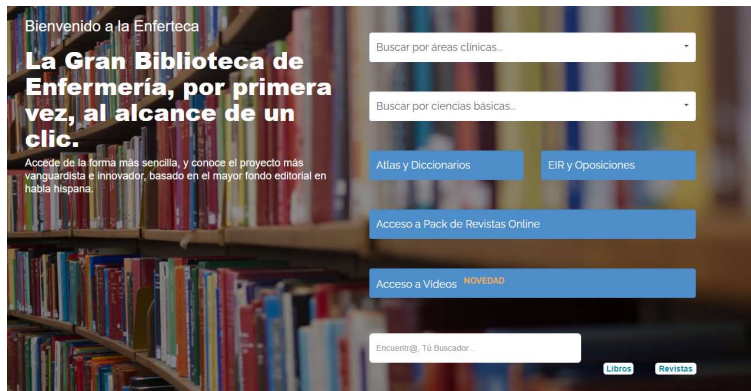 Bienvenido a la Enferteca
La Gran Biblioteca de
Enfermería, por primera
vez, al alcance de un
clic.
Accede de la forma más sencilla, y conoce el proyecto más
vanguardista e innovador, basado en el mayor fondo editorial en
habla hispana.
Buscar por áreas clínicas...
Buscar por ciencias básicas...
Atlas y Diccionarios
EIR y Oposiciones
Acceso a Pack de Revistas Online
Acceso a Videos NOVEDAD
Encuentr@, Tú Buscador ...
Libros
Revistas